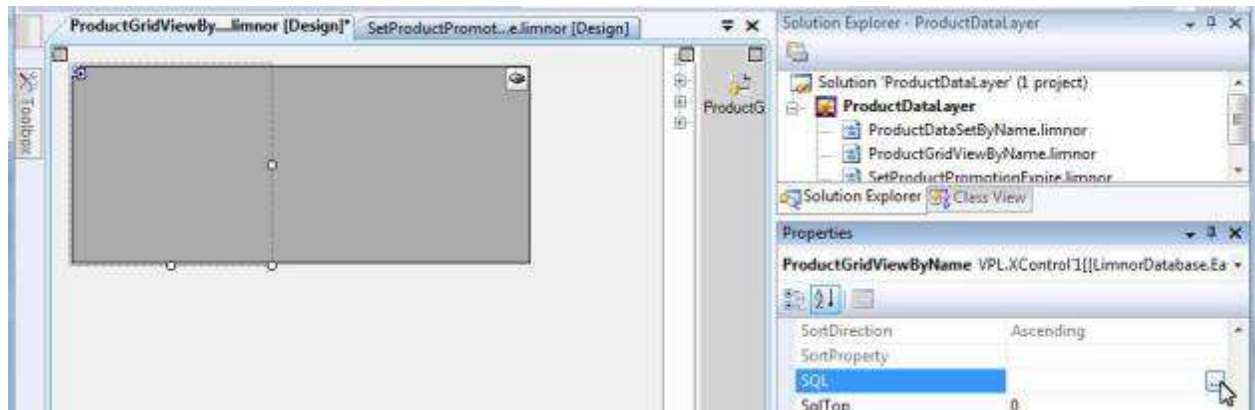 ProductGridViewBy......limnor [Design]*
SetProductPromot...e.limnor [Design]
Toolbox
ProductG
Solution Explorer - ProductDataLayer
Solution 'ProductDataLayer' (1 project)
ProductDataLayer
ProductDataSetByName.limnor
ProductGridViewByName.limnor
SetProductPromotionExpire.limnor
Solution Explorer
Class View
Properties
ProductGridViewByName VPL.XControl`1[[LimnorDatabase.Ea
SortDirection Ascending
SortProperty
SQL ...
SqlTop 0